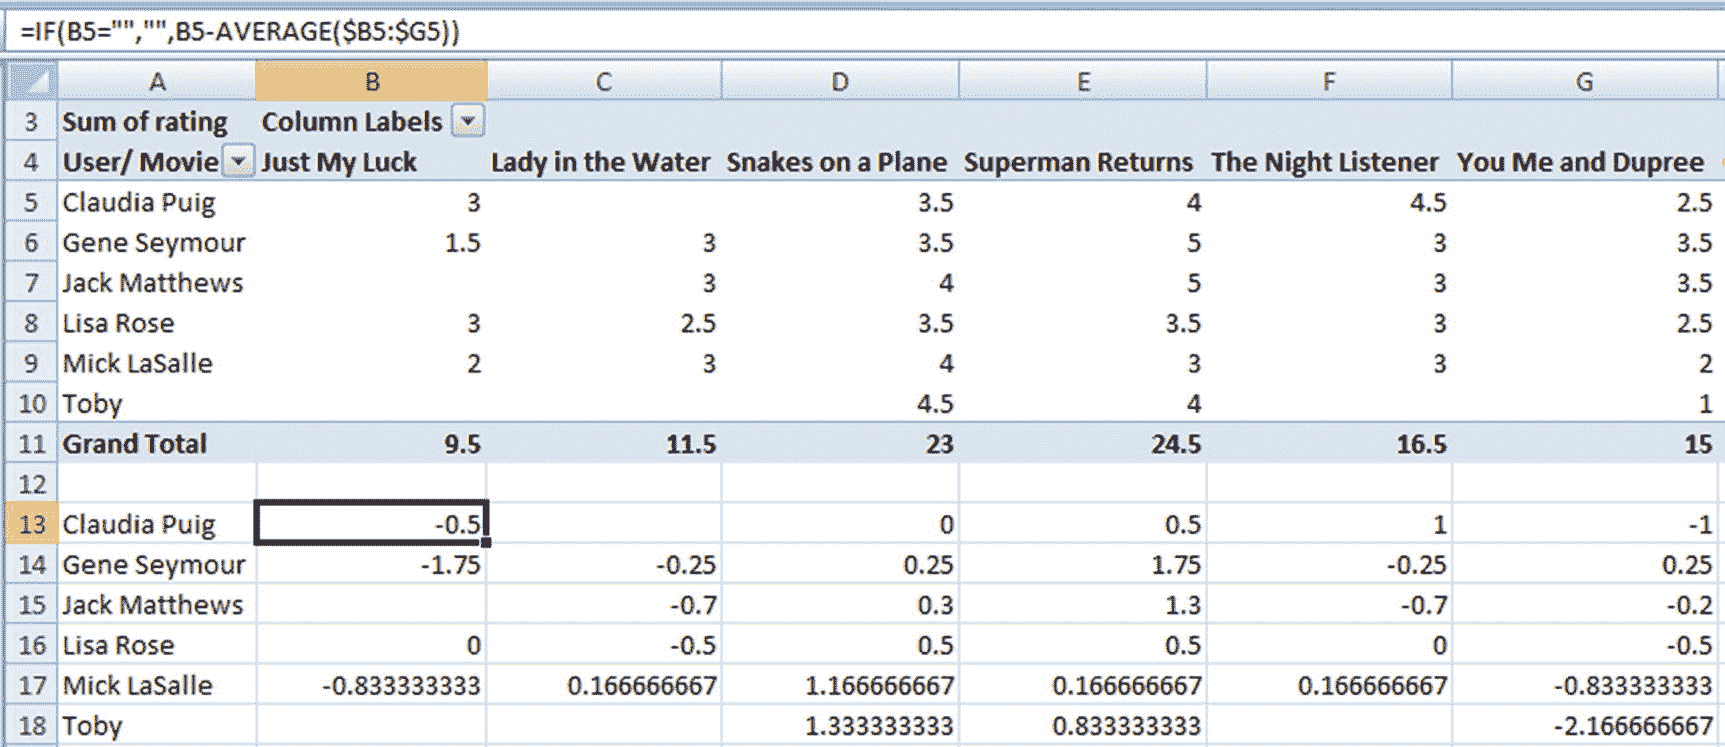 =IF(B5="","",B5-AVERAGE($B5:$G5))
A B C D E F G
3 Sum of rating Column Labels
4 User/ Movie Just My Luck Lady in the Water Snakes on a Plane Superman Returns The Night Listener You Me and Dupree
5 Claudia Puig 3 3.5 4 4.5 2.5
6 Gene Seymour 1.5 3 3.5 5 3 3.5
7 Jack Matthews 3 4 5 3 3.5
8 Lisa Rose 3 2.5 3.5 3.5 3 2.5
9 Mick LaSalle 2 3 4 3 3 2
10 Toby 4.5 4 1
11 Grand Total 9.5 11.5 23 24.5 16.5 15
12
13 Claudia Puig -0.5 0 0.5 1 -1
14 Gene Seymour -1.75 -0.25 0.25 1.75 -0.25 0.25
15 Jack Matthews -0.7 0.3 1.3 -0.7 -0.2
16 Lisa Rose 0 -0.5 0.5 0.5 0 -0.5
17 Mick LaSalle -0.833333333 0.166666667 1.166666667 0.166666667 0.166666667 -0.833333333
18 Toby 1.333333333 0.833333333 -2.166666667